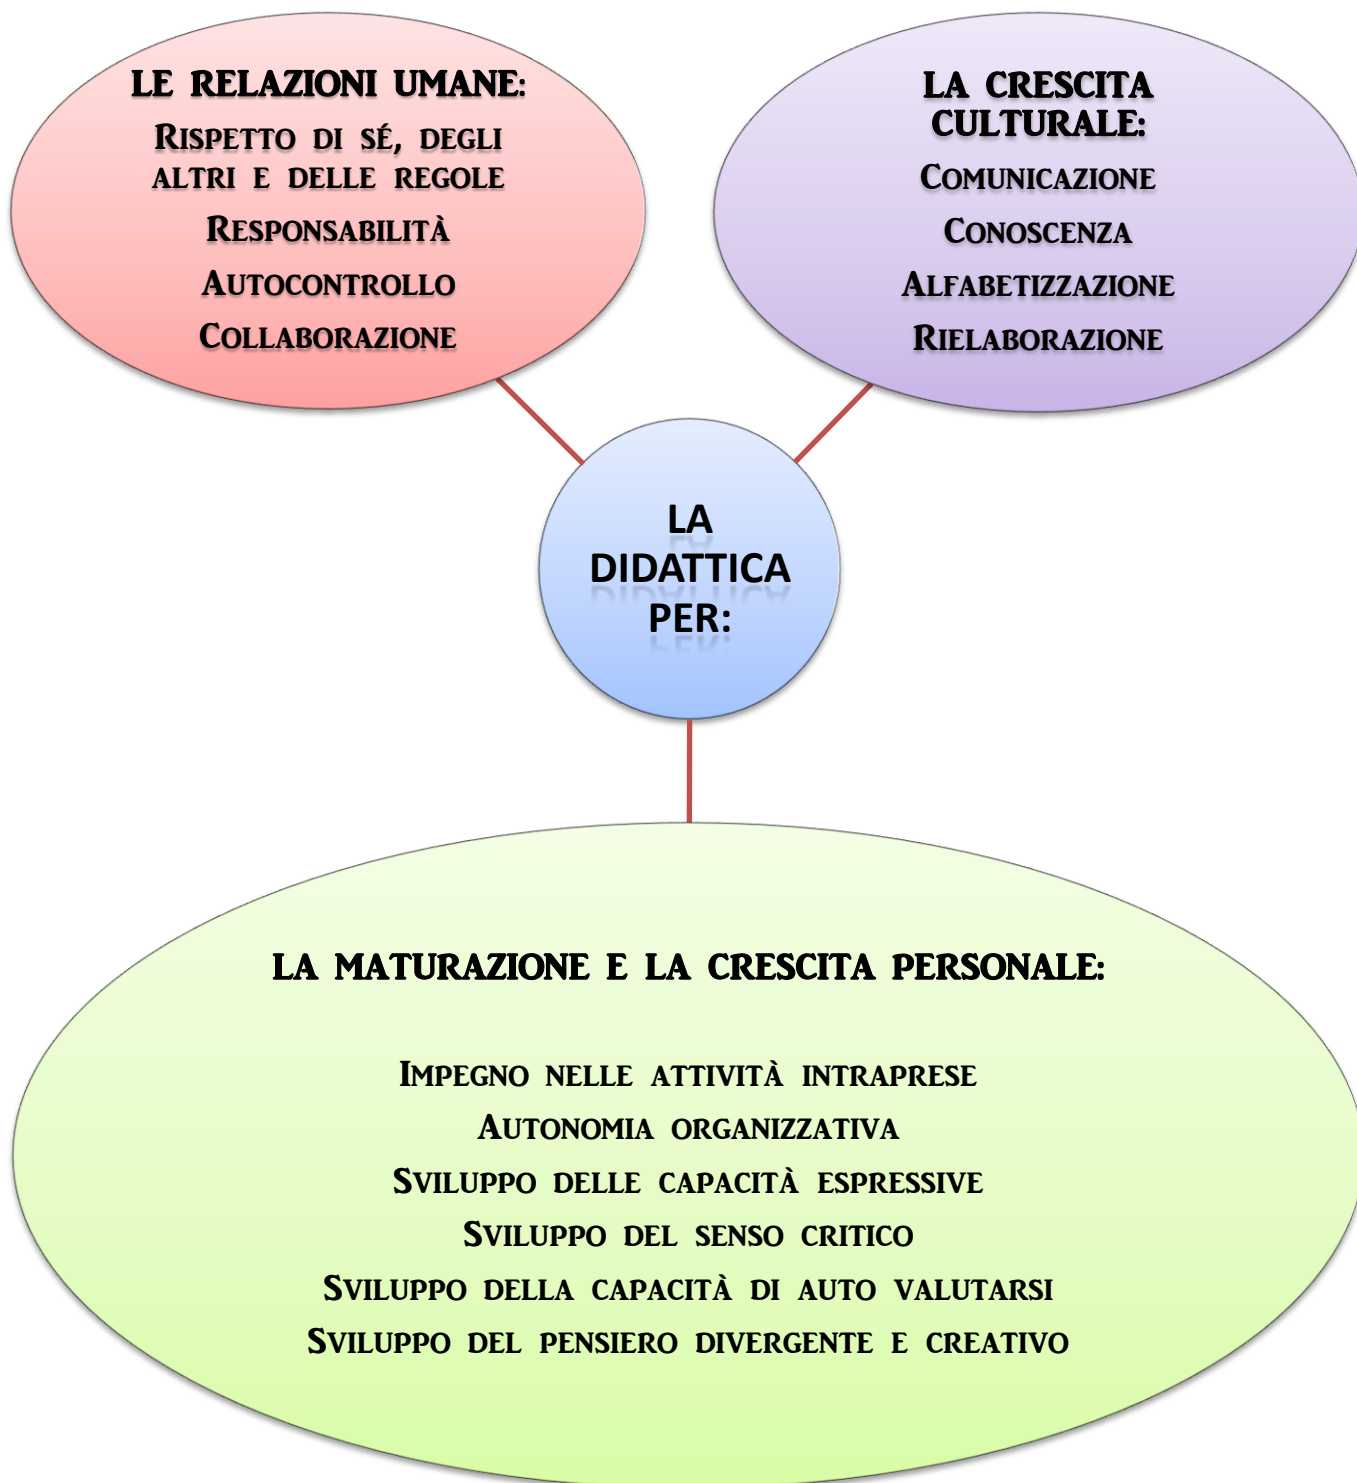 LE RELAZIONI UMANE:
RISPETTO DI SÉ, DEGLI
ALTRI E DELLE REGOLE
RESPONSABILITÀ
AUTOCONTROLLO
COLLABORAZIONE
LA CRESCITA
CULTURALE:
COMUNICAZIONE
CONOSCENZA
ALFABETIZZAZIONE
RIELABORAZIONE
LA
DIDATTICA
PER:
LA MATURAZIONE E LA CRESCITA PERSONALE:
IMPEGNO NELLE ATTIVITÀ INTRAPRESE
AUTONOMIA ORGANIZZATIVA
SVILUPPO DELLE CAPACITÀ ESPRESSIVE
SVILUPPO DEL SENSO CRITICO
SVILUPPO DELLA CAPACITÀ DI AUTO VALUTARSI
SVILUPPO DEL PENSIERO DIVERGENTE E CREATIVO